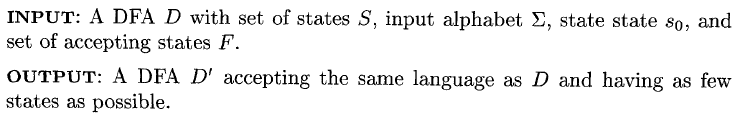 INPUT: A DFA D with set of states S, input alphabet Σ, state state s₀, and
set of accepting states F.
OUTPUT: A DFA D′ accepting the same language as D and having as few
states as possible.